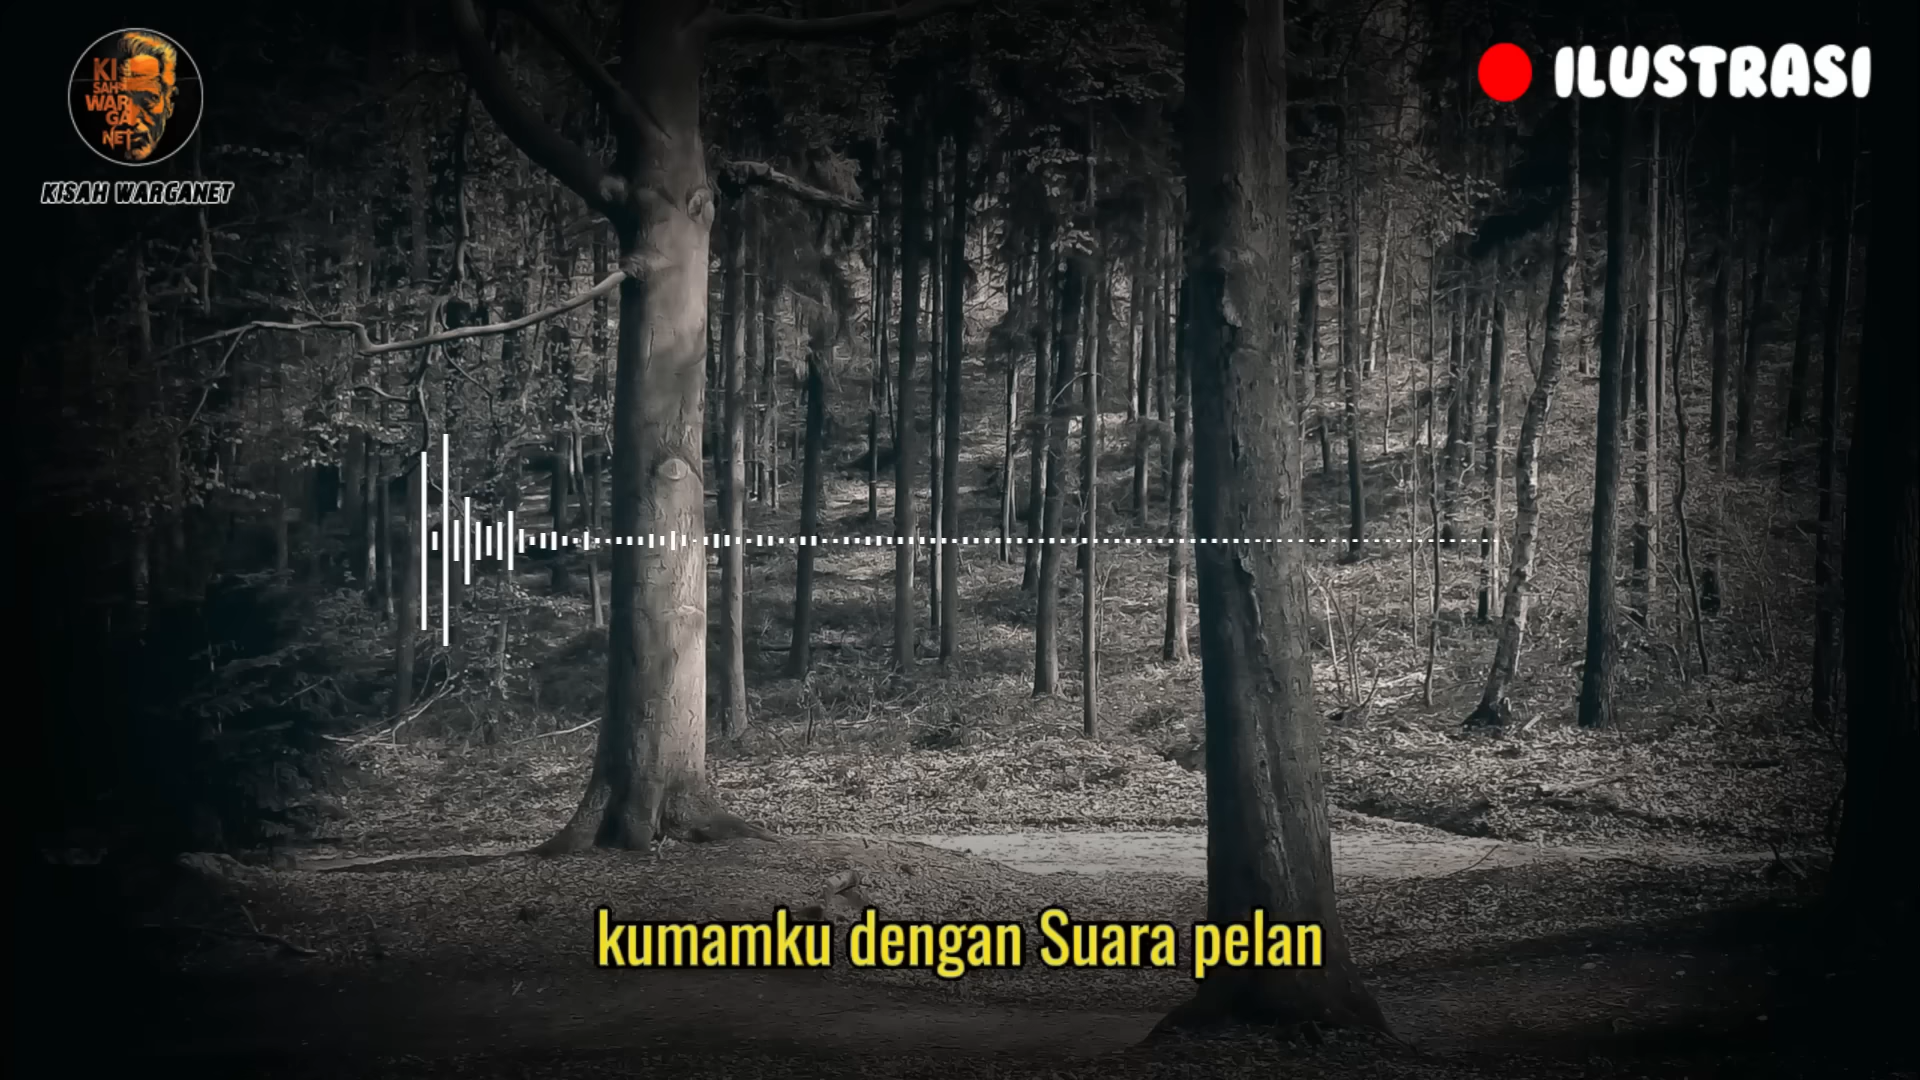 KI
SAH
WAR
GA
NET
KISAH WARGANET
ILUSTRASI
kumamku dengan Suara pelan